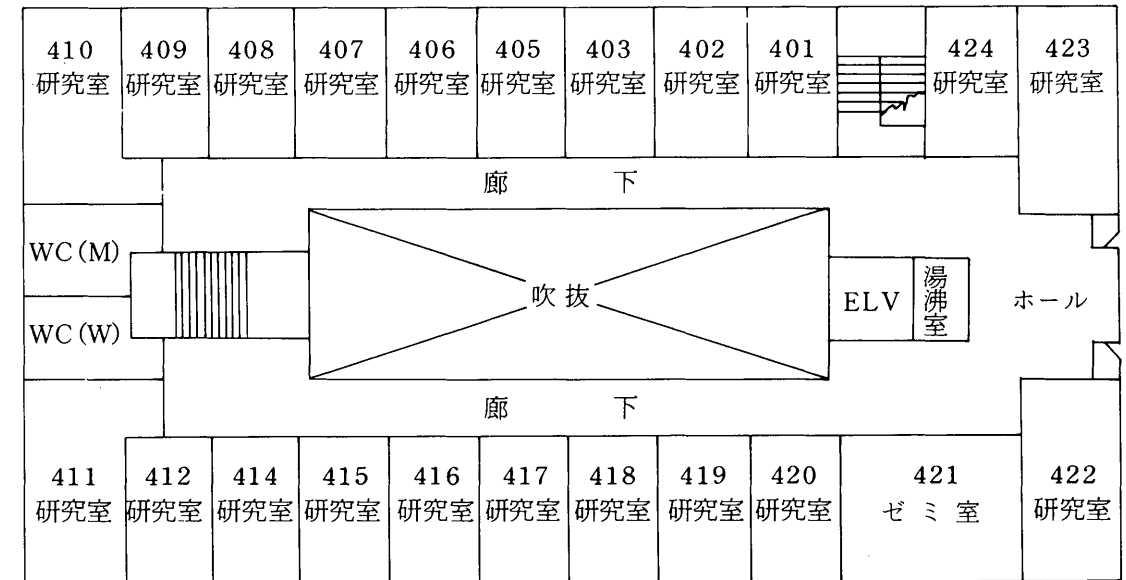 410
研究室
409
研究室
408
研究室
407
研究室
406
研究室
405
研究室
403
研究室
402
研究室
401
研究室
424
研究室
423
研究室
廊下
WC(M)
WC(W)
吹抜
ELV
湯沸室
ホール
廊下
411
研究室
412
研究室
414
研究室
415
研究室
416
研究室
417
研究室
418
研究室
419
研究室
420
研究室
421
ゼミ室
422
研究室